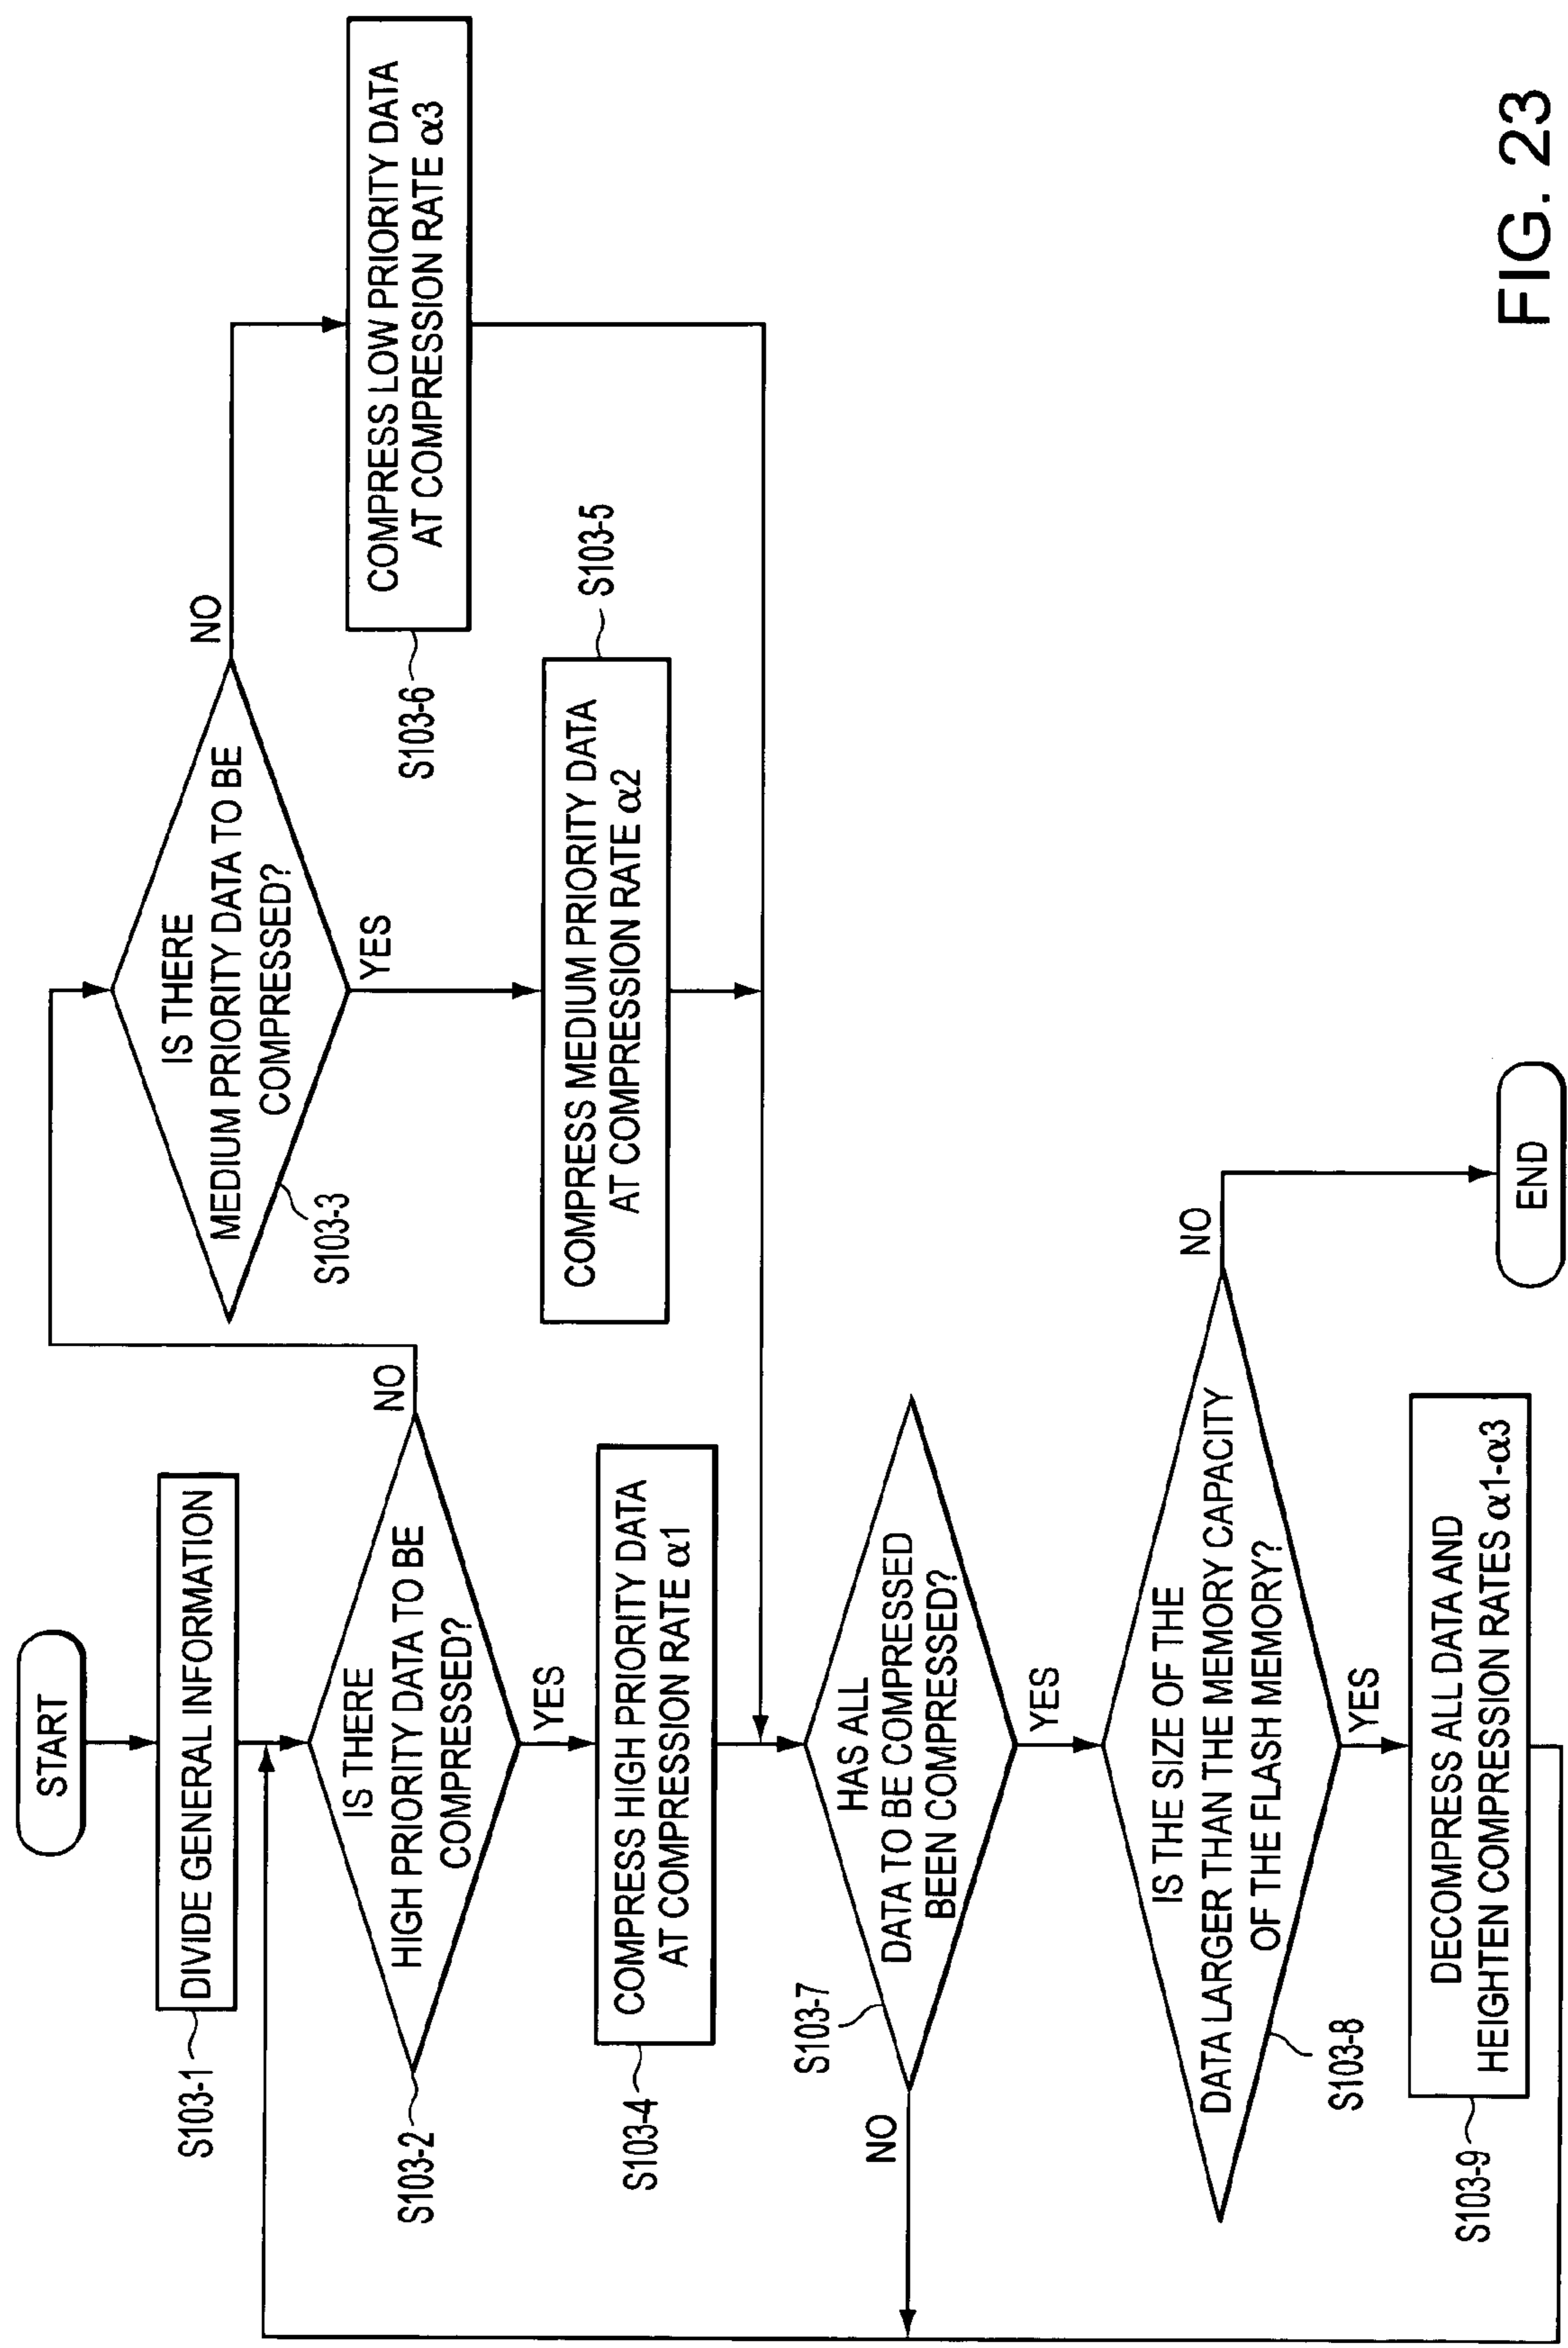 START
S103-1
DIVIDE GENERAL INFORMATION
S103-2
IS THERE
HIGH PRIORITY DATA TO BE
COMPRESSED?
NO
YES
S103-3
IS THERE
MEDIUM PRIORITY DATA TO BE
COMPRESSED?
NO
YES
S103-4
COMPRESS HIGH PRIORITY DATA
AT COMPRESSION RATE α1
S103-5
COMPRESS MEDIUM PRIORITY DATA
AT COMPRESSION RATE α2
S103-6
COMPRESS LOW PRIORITY DATA
AT COMPRESSION RATE α3
S103-7
HAS ALL
DATA TO BE COMPRESSED
BEEN COMPRESSED?
NO
YES
S103-8
IS THE SIZE OF THE
DATA LARGER THAN THE MEMORY CAPACITY
OF THE FLASH MEMORY?
NO
YES
S103-9
DECOMPRESS ALL DATA AND
HEIGHTEN COMPRESSION RATES α1-α3
END
FIG. 23